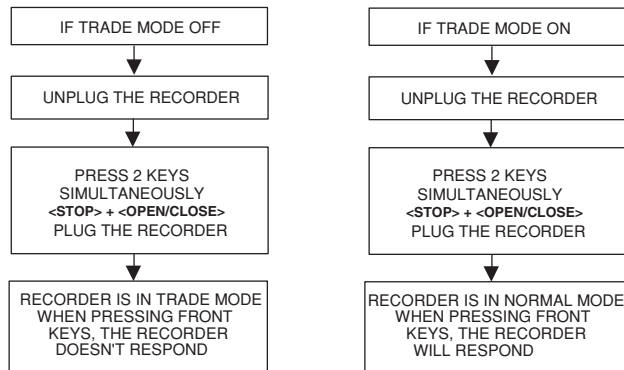 IF TRADE MODE OFF
UNPLUG THE RECORDER
PRESS 2 KEYS
SIMULTANEOUSLY
<STOP> + <OPEN/CLOSE>
PLUG THE RECORDER
RECORDER IS IN TRADE MODE
WHEN PRESSING FRONT
KEYS, THE RECORDER
DOESN'T RESPOND
IF TRADE MODE ON
UNPLUG THE RECORDER
PRESS 2 KEYS
SIMULTANEOUSLY
<STOP> + <OPEN/CLOSE>
PLUG THE RECORDER
RECORDER IS IN NORMAL MODE
WHEN PRESSING FRONT
KEYS, THE RECORDER
WILL RESPOND